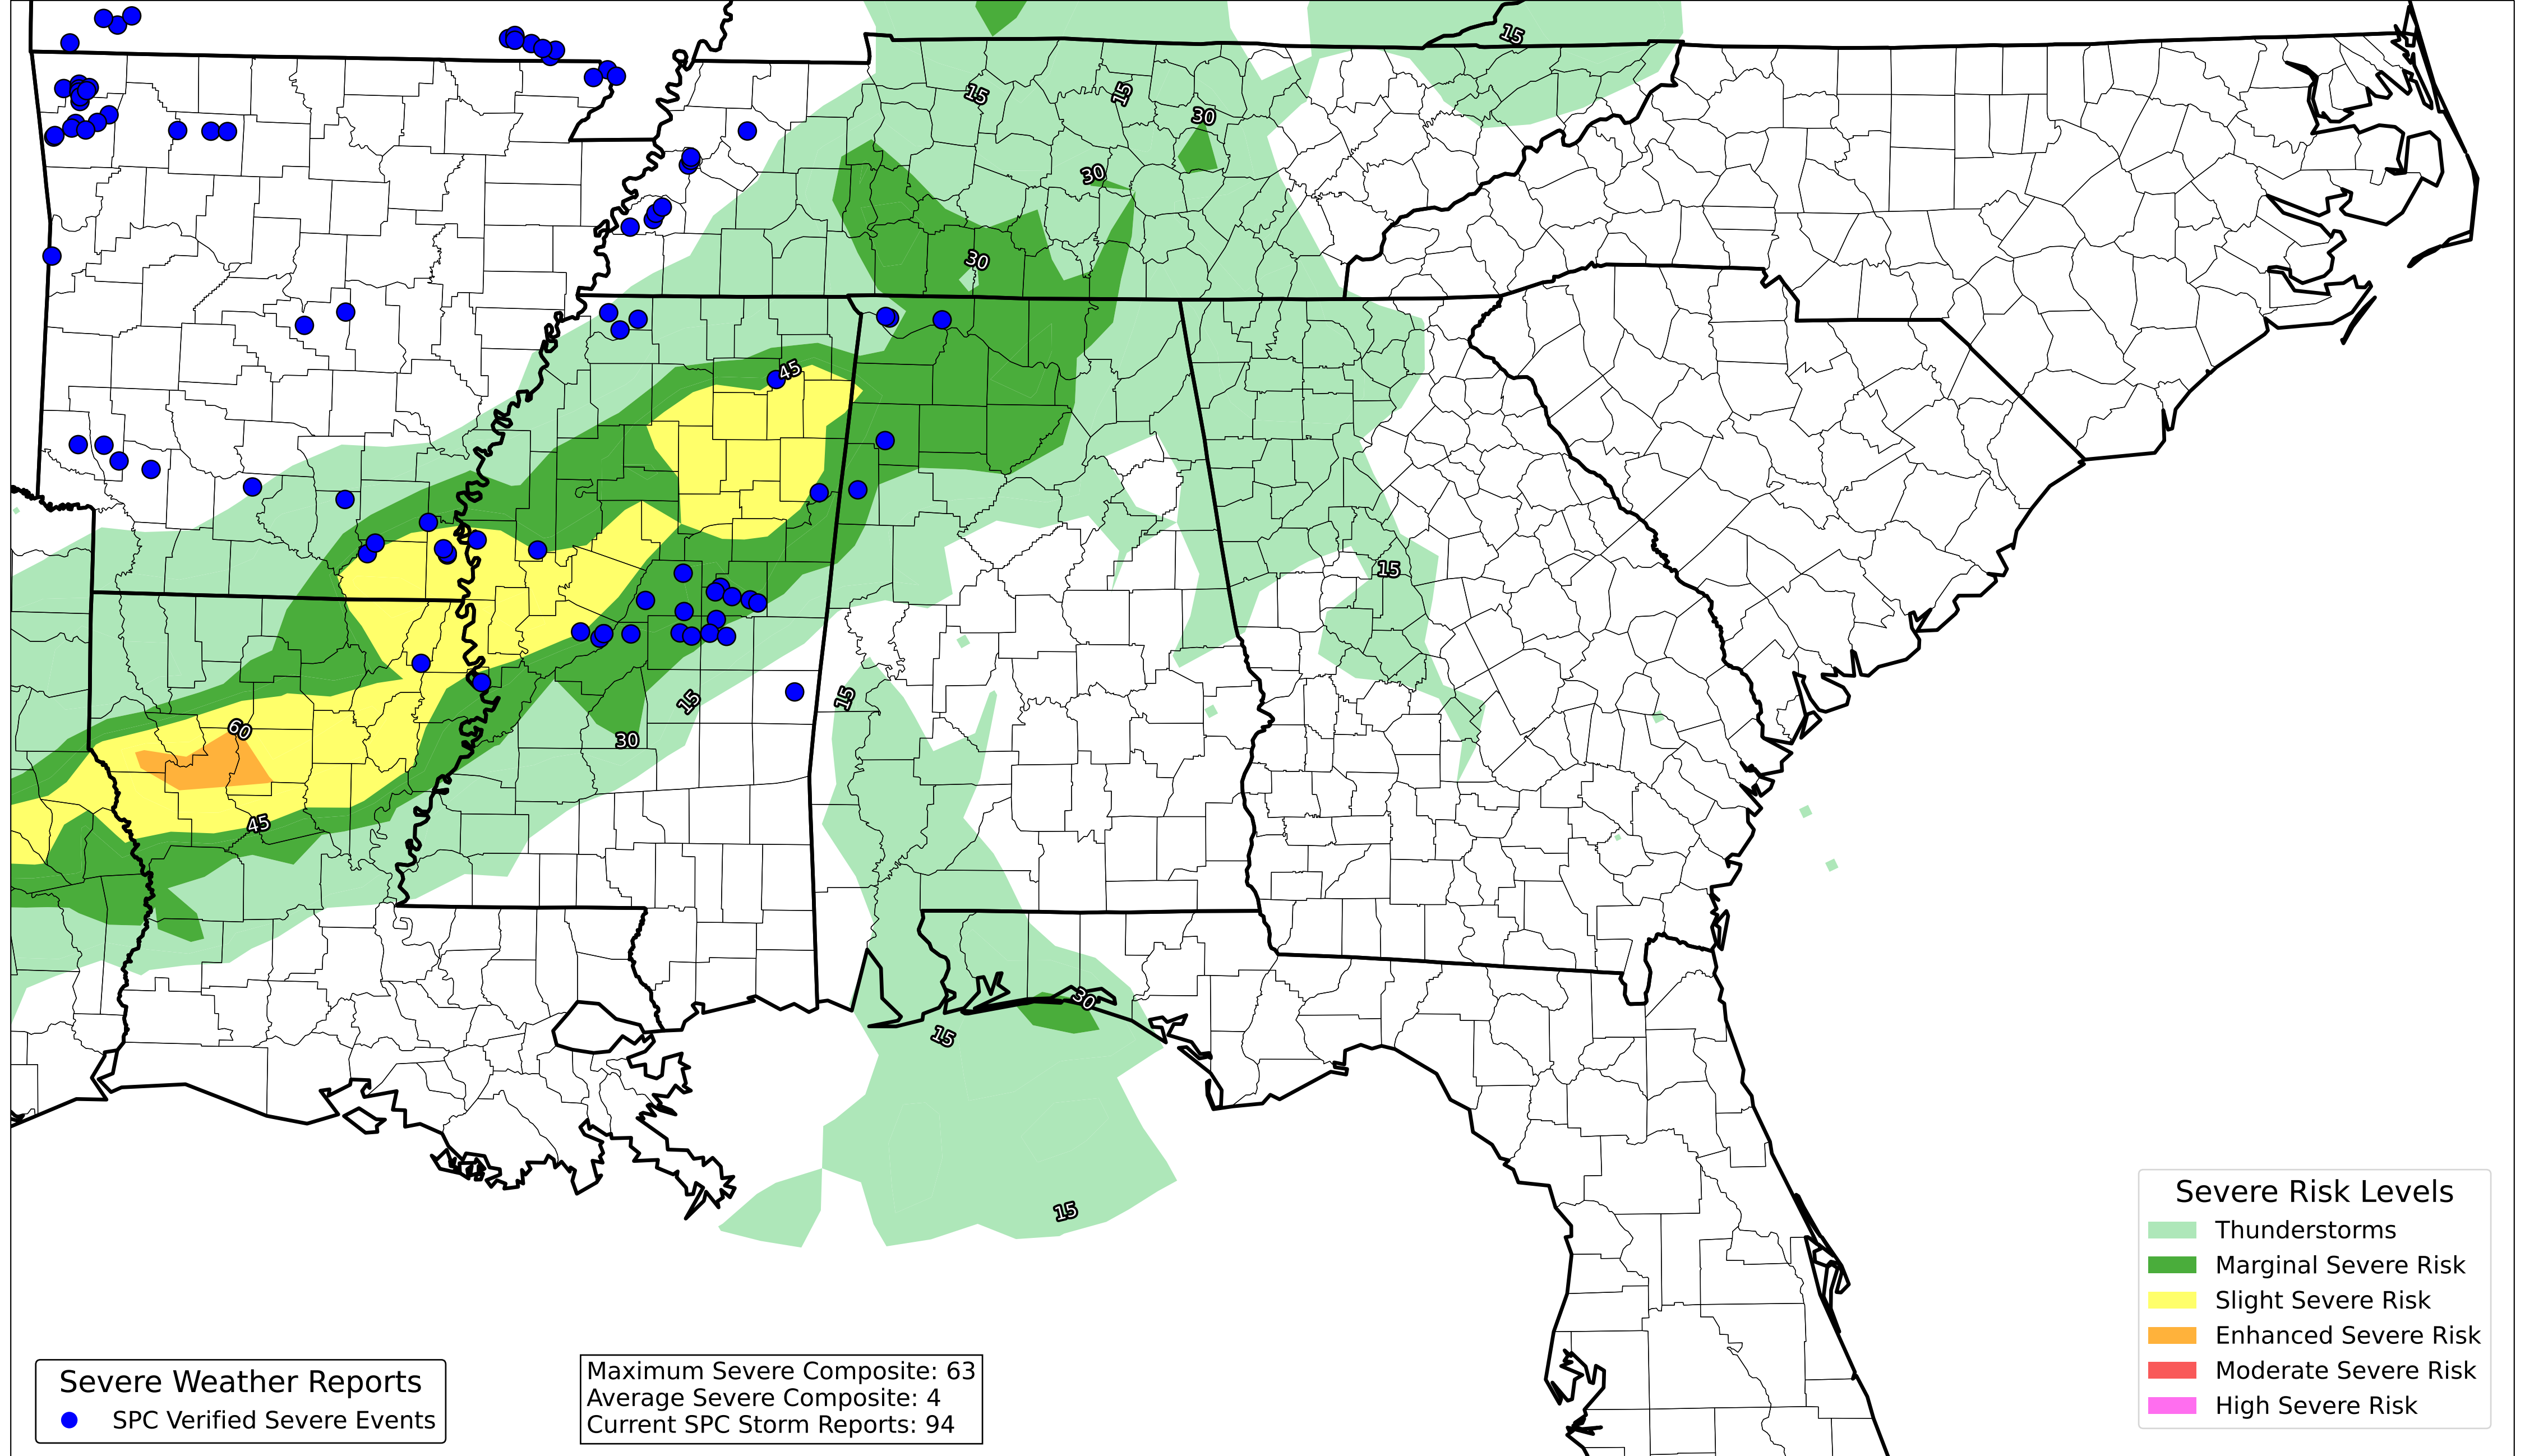 15
15
15
30
30
30
45
15
15
15
60
30
45
30
15
15
Severe Risk Levels
Thunderstorms
Marginal Severe Risk
Slight Severe Risk
Enhanced Severe Risk
Moderate Severe Risk
High Severe Risk
Severe Weather Reports
SPC Verified Severe Events
Maximum Severe Composite: 63
Average Severe Composite: 4
Current SPC Storm Reports: 94